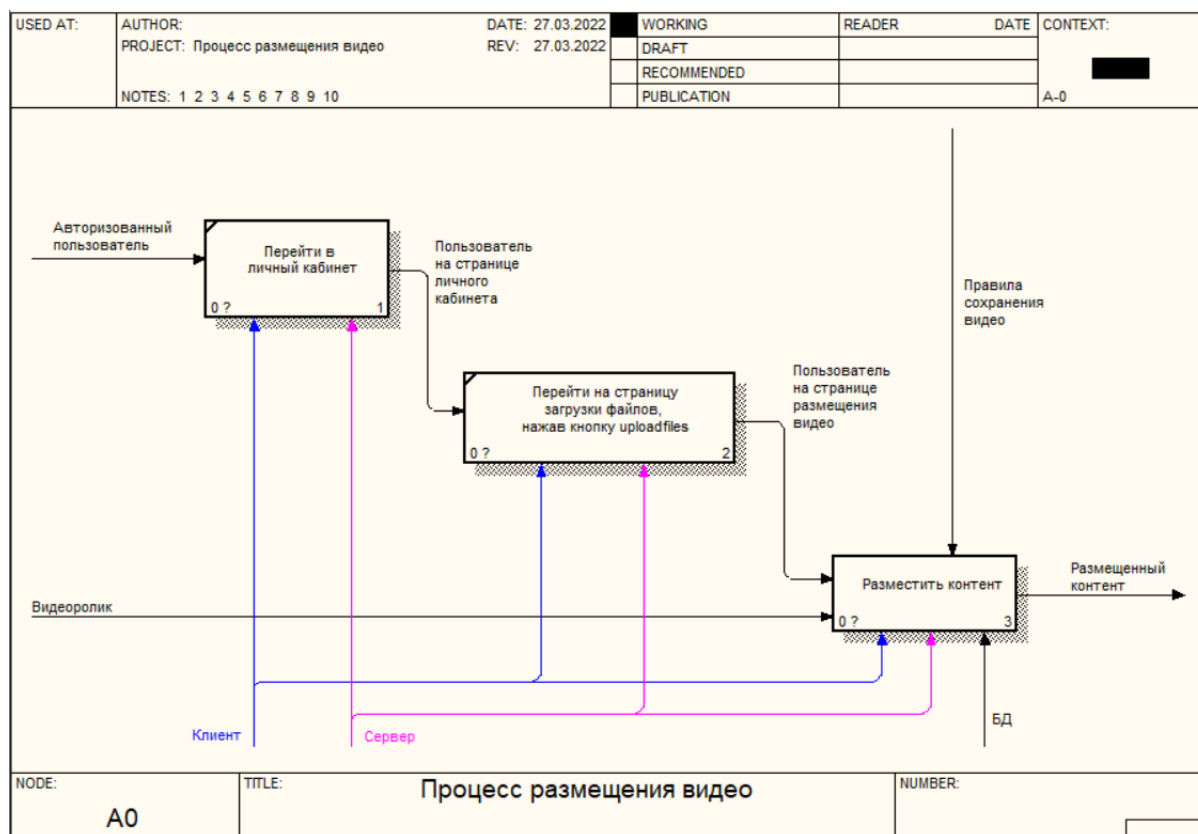 USED AT:
AUTHOR:
DATE: 27.03.2022
WORKING
READER
DATE
CONTEXT:
PROJECT: Процесс размещения видео
REV: 27.03.2022
DRAFT
RECOMMENDED
NOTES: 1 2 3 4 5 6 7 8 9 10
PUBLICATION
A-0
Авторизованный
пользователь
Перейти в
личный кабинет
0 ?
1
Пользователь
на странице
личного
кабинета
Правила
сохранения
видео
Перейти на страницу
загрузки файлов,
нажав кнопку uploadfiles
0 ?
2
Пользователь
на странице
размещения
видео
Видеоролик
Разместить контент
0 ?
3
Размещенный
контент
Клиент
Сервер
БД
NODE:
A0
TITLE:
Процесс размещения видео
NUMBER: